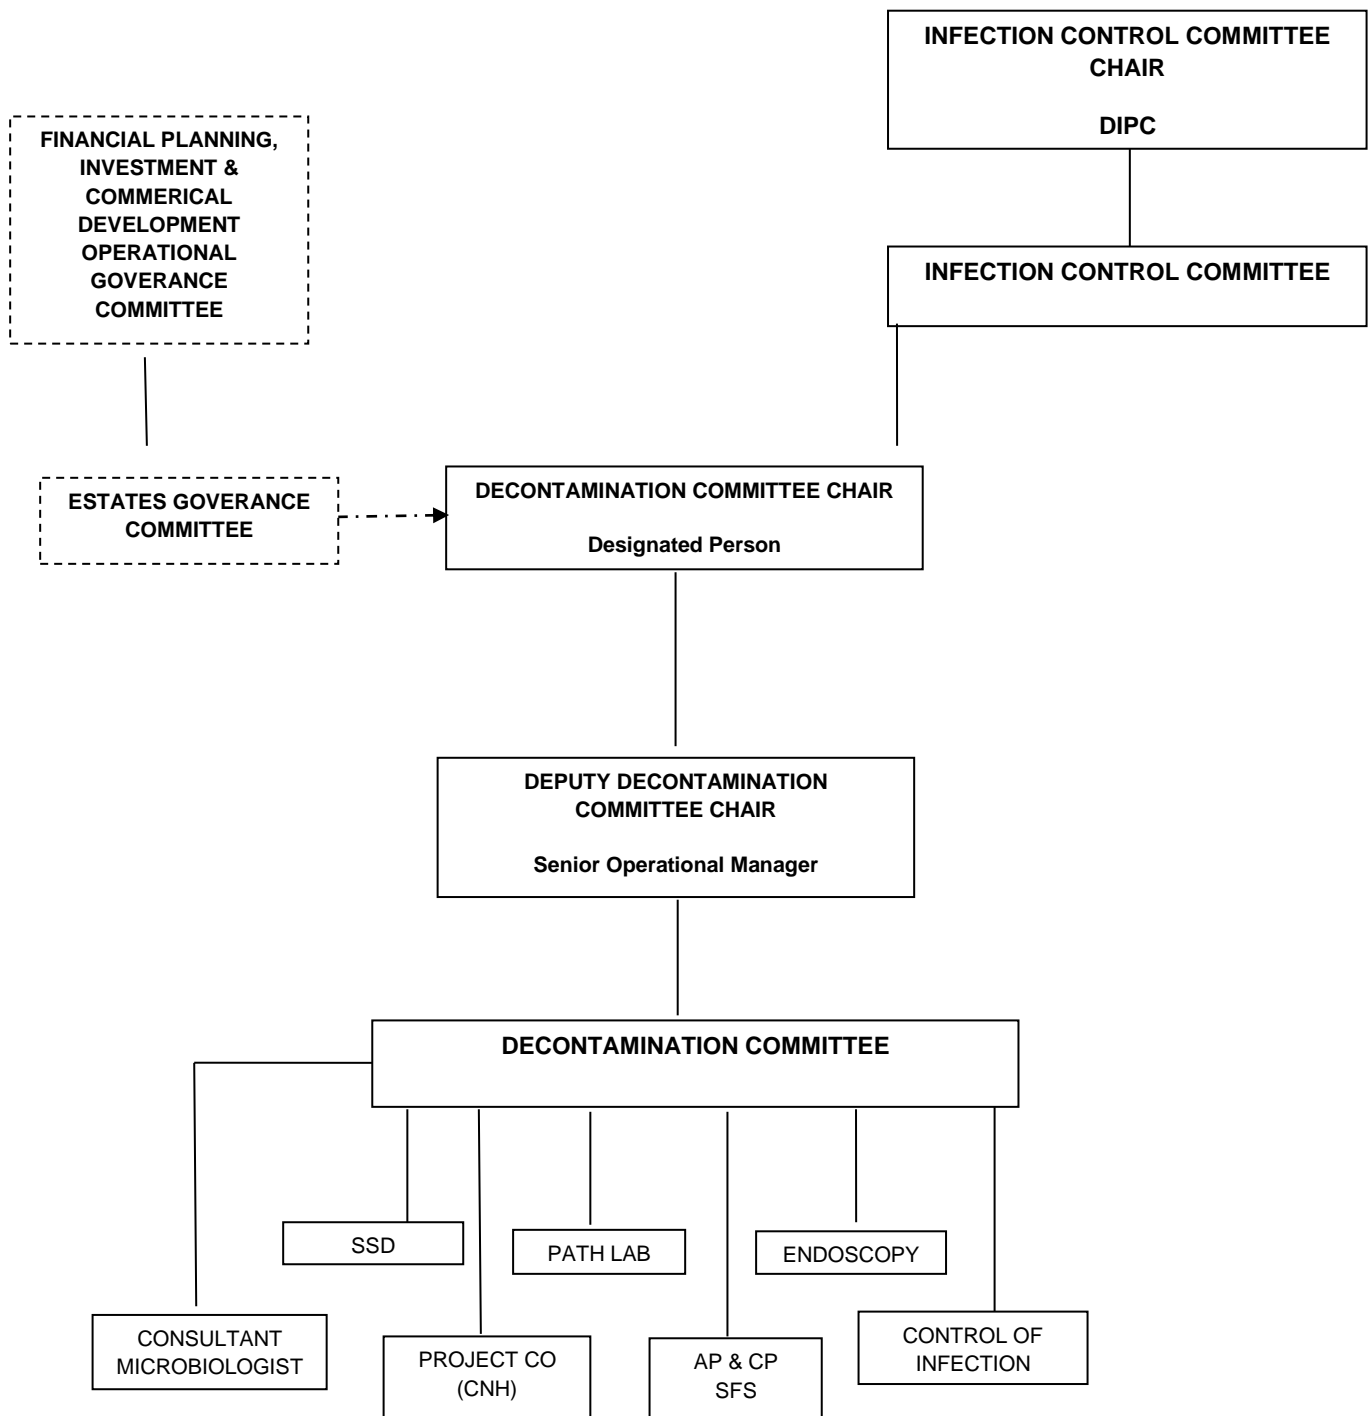 INFECTION CONTROL COMMITTEE
CHAIR
DIPC
FINANCIAL PLANNING,
INVESTMENT &
COMMERICAL
DEVELOPMENT
OPERATIONAL
GOVERANCE
COMMITTEE
INFECTION CONTROL COMMITTEE
ESTATES GOVERANCE
COMMITTEE
DECONTAMINATION COMMITTEE CHAIR
Designated Person
DEPUTY DECONTAMINATION
COMMITTEE CHAIR
Senior Operational Manager
DECONTAMINATION COMMITTEE
SSD
PATH LAB
ENDOSCOPY
CONSULTANT
MICROBIOLOGIST
PROJECT CO
(CNH)
AP & CP
SFS
CONTROL OF
INFECTION